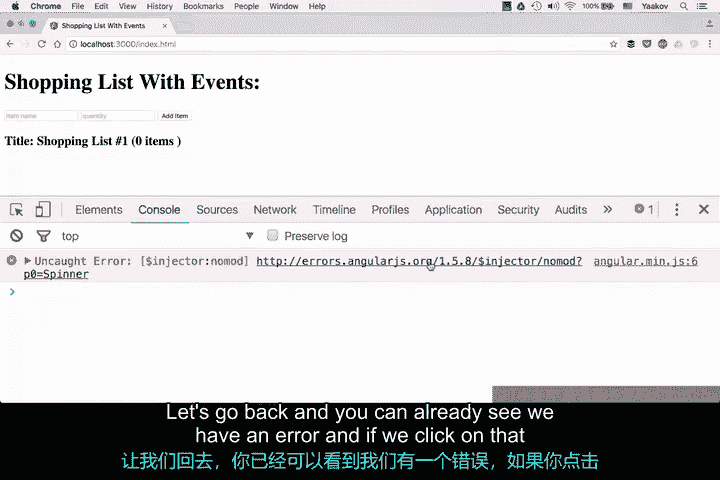 Chrome File Edit View History Bookmarks People Window Help 100% Yaakov
Shopping List With Events
localhost:3000/index.html
Shopping List With Events:
item name quantity Add Item
Title: Shopping List #1 (0 items )
Elements Console Sources Network Timeline Profiles Application Security Audits » 1
top Preserve log
Uncaught Error: [$injector:nomod] http://errors.angularjs.org/1.5.8/$injector/nomod? angular.min.js:6
p0=Spinner
Let's go back and you can already see we
have an error and if we click on that
让我们回去，你已经可以看到我们有一个错误，如果你点击